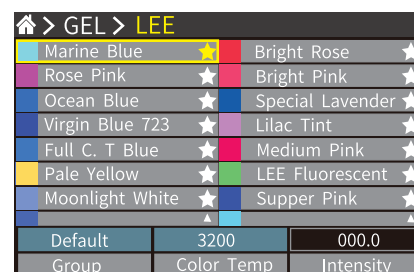 > GEL > LEE
Marine Blue Bright Rose
Rose Pink Bright Pink
Ocean Blue Special Lavender
Virgin Blue 723 Lilac Tint
Full C. T Blue Medium Pink
Pale Yellow LEE Fluorescent
Moonlight White Supper Pink
Default 3200 000.0
Group Color Temp Intensity